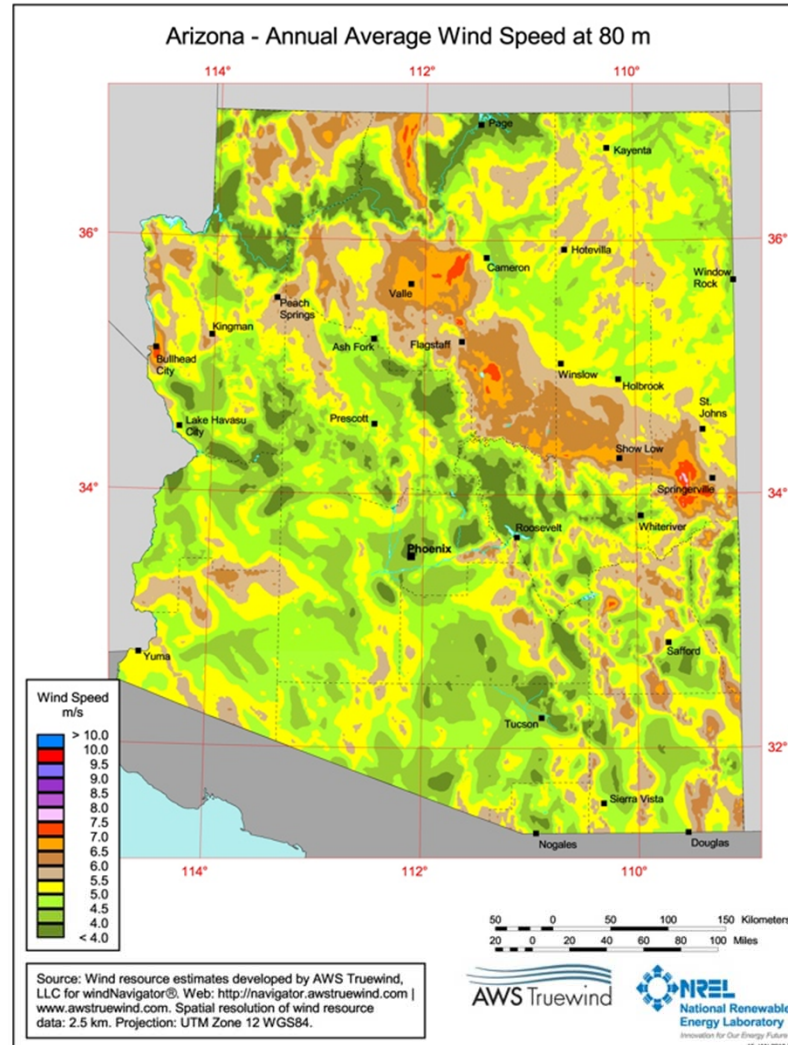 Arizona - Annual Average Wind Speed at 80 m
114°
112°
110°
Page
Kayenta
36°
36°
Hotevilla
Cameron
Window
Rock
Valle
Peach
Springs
Kingman
Flagstaff
Ash Fork
Bullhead
City
Winslow
Holbrook
St.
Johns
Lake Havasu
City
Prescott
Show Low
34°
34°
Springerville
Roosevelt
Whiteriver
Phoenix
Safford
Yuma
Tucson
32°
Sierra Vista
Nogales
Douglas
114°
112°
110°
Wind Speed
m/s
> 10.0
10.0
9.5
9.0
8.5
8.0
7.5
7.0
6.5
6.0
5.5
5.0
4.5
4.0
< 4.0
50 0 50 100 150 Kilometers
20 0 20 40 60 80 100 Miles
Source: Wind resource estimates developed by AWS Truewind,
LLC for windNavigator®. Web: http://navigator.awstruewind.com |
www.awstruewind.com. Spatial resolution of wind resource
data: 2.5 km. Projection: UTM Zone 12 WGS84.
AWS Truewind
NREL
National Renewable
Energy Laboratory
Innovation for Our Energy Future